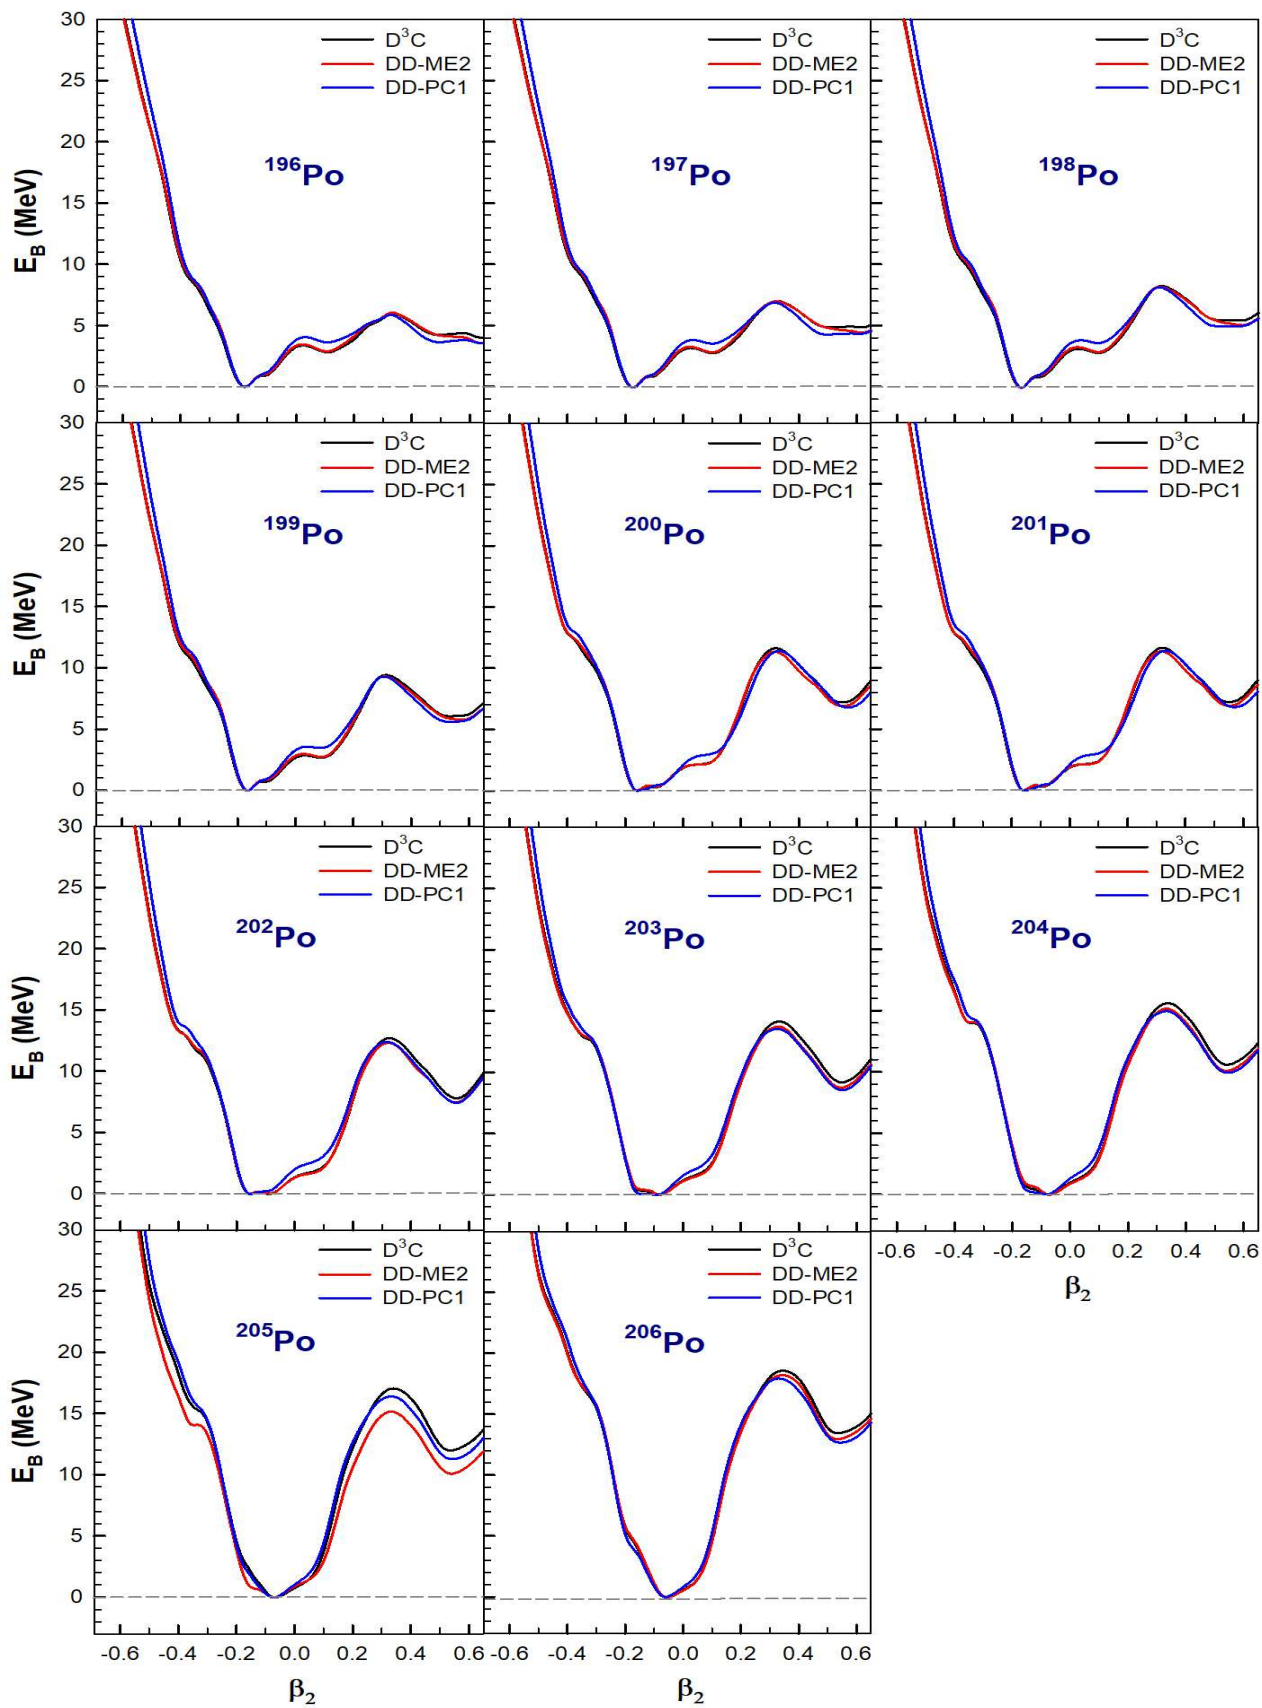 30
25
20
15
10
5
0
E_B (MeV)
D³C
DD-ME2
DD-PC1
¹⁹⁶Po
D³C
DD-ME2
DD-PC1
¹⁹⁷Po
D³C
DD-ME2
DD-PC1
¹⁹⁸Po
30
25
20
15
10
5
0
E_B (MeV)
D³C
DD-ME2
DD-PC1
¹⁹⁹Po
D³C
DD-ME2
DD-PC1
²⁰⁰Po
D³C
DD-ME2
DD-PC1
²⁰¹Po
30
25
20
15
10
5
0
E_B (MeV)
D³C
DD-ME2
DD-PC1
²⁰²Po
D³C
DD-ME2
DD-PC1
²⁰³Po
D³C
DD-ME2
DD-PC1
²⁰⁴Po
-0.6 -0.4 -0.2 0.0 0.2 0.4 0.6
β₂
30
25
20
15
10
5
0
E_B (MeV)
D³C
DD-ME2
DD-PC1
²⁰⁵Po
D³C
DD-ME2
DD-PC1
²⁰⁶Po
-0.6 -0.4 -0.2 0.0 0.2 0.4 0.6
β₂
-0.6 -0.4 -0.2 0.0 0.2 0.4 0.6
β₂